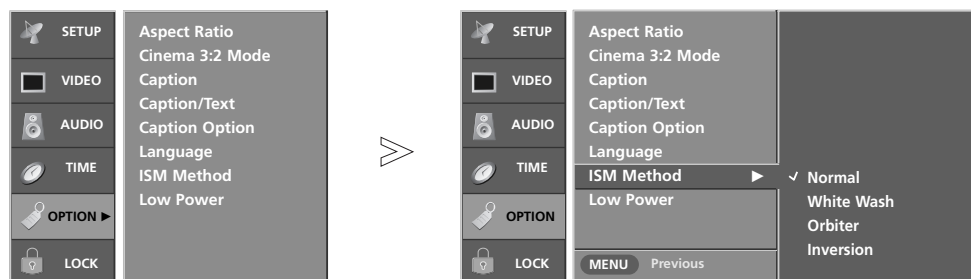 SETUP
VIDEO
AUDIO
TIME
OPTION ►
LOCK
Aspect Ratio
Cinema 3:2 Mode
Caption
Caption/Text
Caption Option
Language
ISM Method
Low Power
SETUP
VIDEO
AUDIO
TIME
OPTION
LOCK
Aspect Ratio
Cinema 3:2 Mode
Caption
Caption/Text
Caption Option
Language
ISM Method ►
Low Power
MENU Previous
✓ Normal
White Wash
Orbiter
Inversion